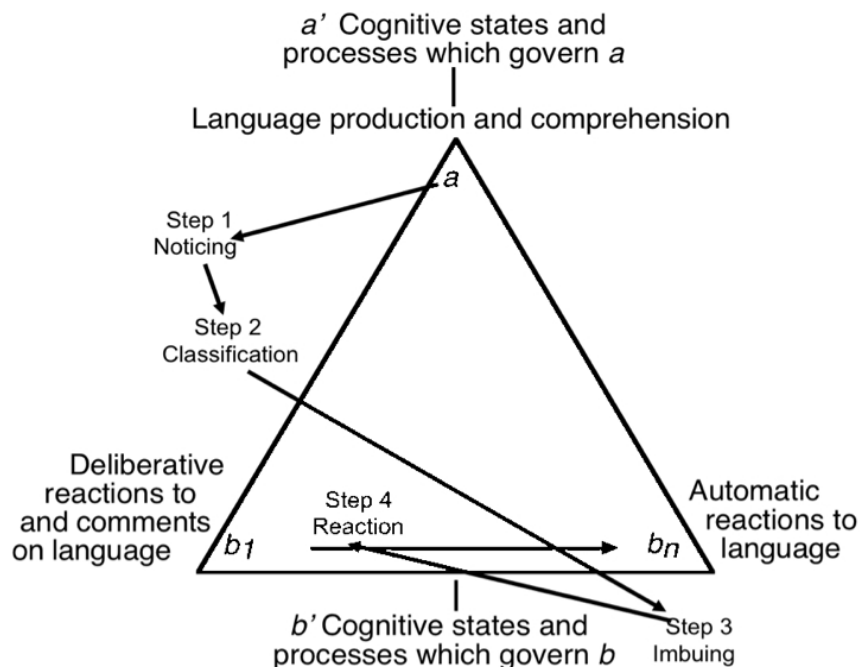 a' Cognitive states and
processes which govern a
Language production and comprehension
a
Step 1
Noticing
Step 2
Classification
Deliberative
reactions to
and comments
on language
b1
Step 4
Reaction
bn
Automatic
reactions to
language
b' Cognitive states and
processes which govern b
Step 3
Imbuing